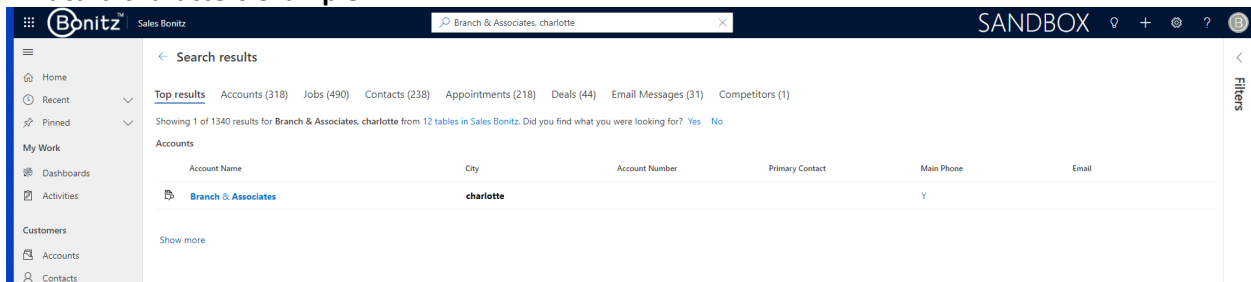 Bonitz™ Sales Bonitz Branch & Associates, charlotte SANDBOX
← Search results
Home
Top results Accounts (318) Jobs (490) Contacts (238) Appointments (218) Deals (44) Email Messages (31) Competitors (1)
Recent
Pinned
Showing 1 of 1340 results for Branch & Associates, charlotte from 12 tables in Sales Bonitz. Did you find what you were looking for? Yes No
My Work
Accounts
Account Name City Account Number Primary Contact Main Phone Email
Dashboards
Activities
Branch & Associates charlotte Y
Customers
Show more
Accounts
Contacts
Filters
B